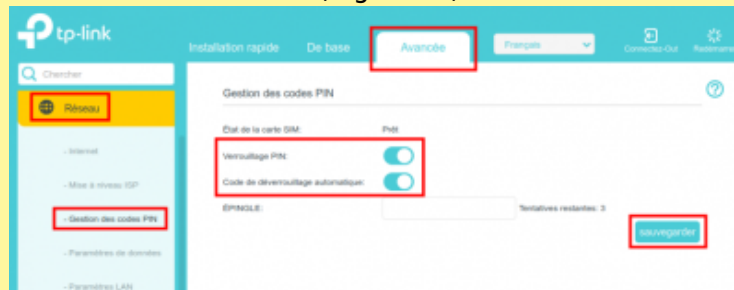 tp-link
Installation rapide De base Avancée Français Connectez-Out
Chercher
Réseau
Gestion des codes PIN
État de la carte SIM: Prêt
- Internet
Verrouillage PIN:
- Mise à niveau ISP
Code de déverrouillage automatique:
- Gestion des codes PIN
ÉPINGLE: Tentatives restantes: 3
sauvegarder
- Paramètres de données
- Paramètres LAN